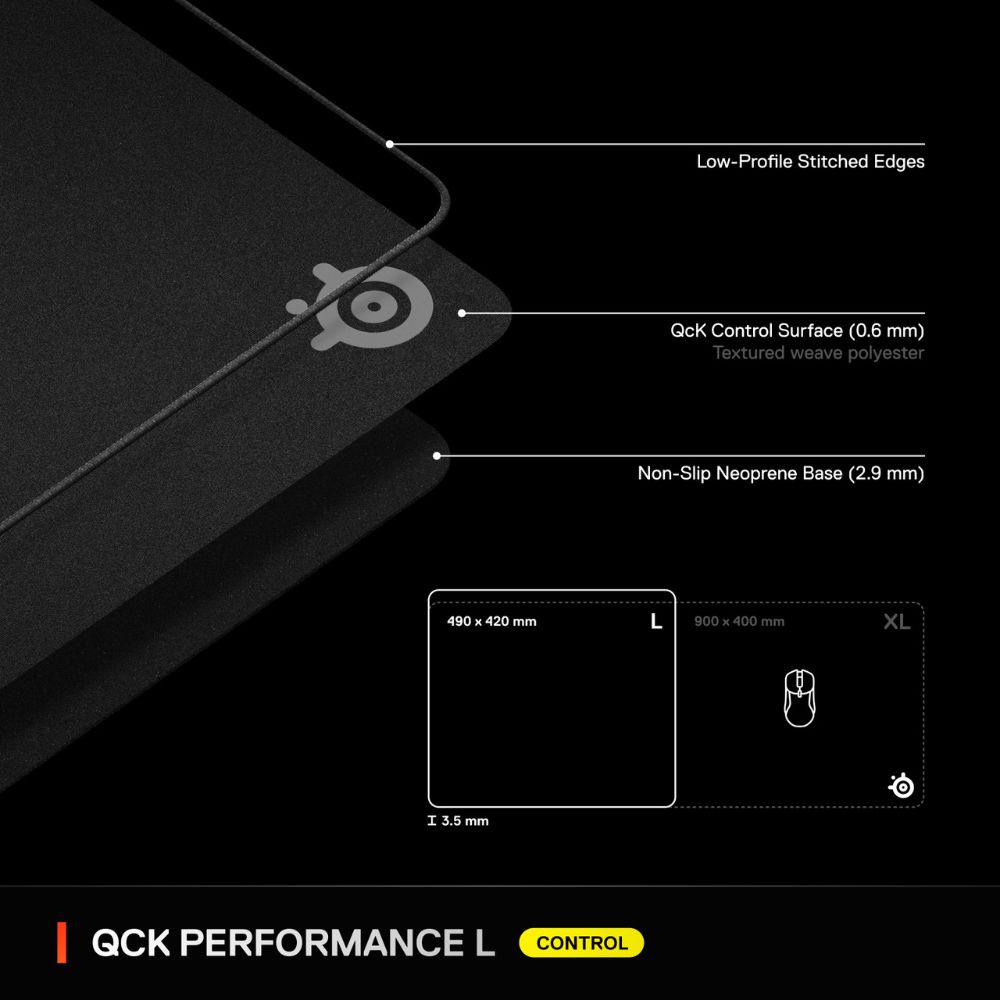 Low-Profile Stitched Edges
QcK Control Surface (0.6 mm)
Textured weave polyester
Non-Slip Neoprene Base (2.9 mm)
490 x 420 mm
L
900 x 400 mm
XL
3.5 mm
QCK PERFORMANCE L
CONTROL